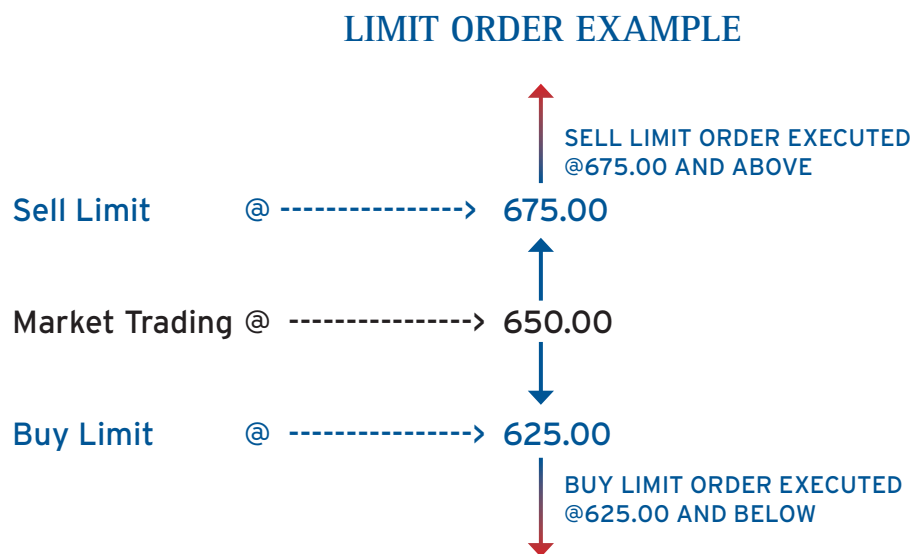 LIMIT ORDER EXAMPLE
SELL LIMIT ORDER EXECUTED
@675.00 AND ABOVE
Sell Limit @ ----------------> 675.00
Market Trading @ ----------------> 650.00
Buy Limit @ ----------------> 625.00
BUY LIMIT ORDER EXECUTED
@625.00 AND BELOW